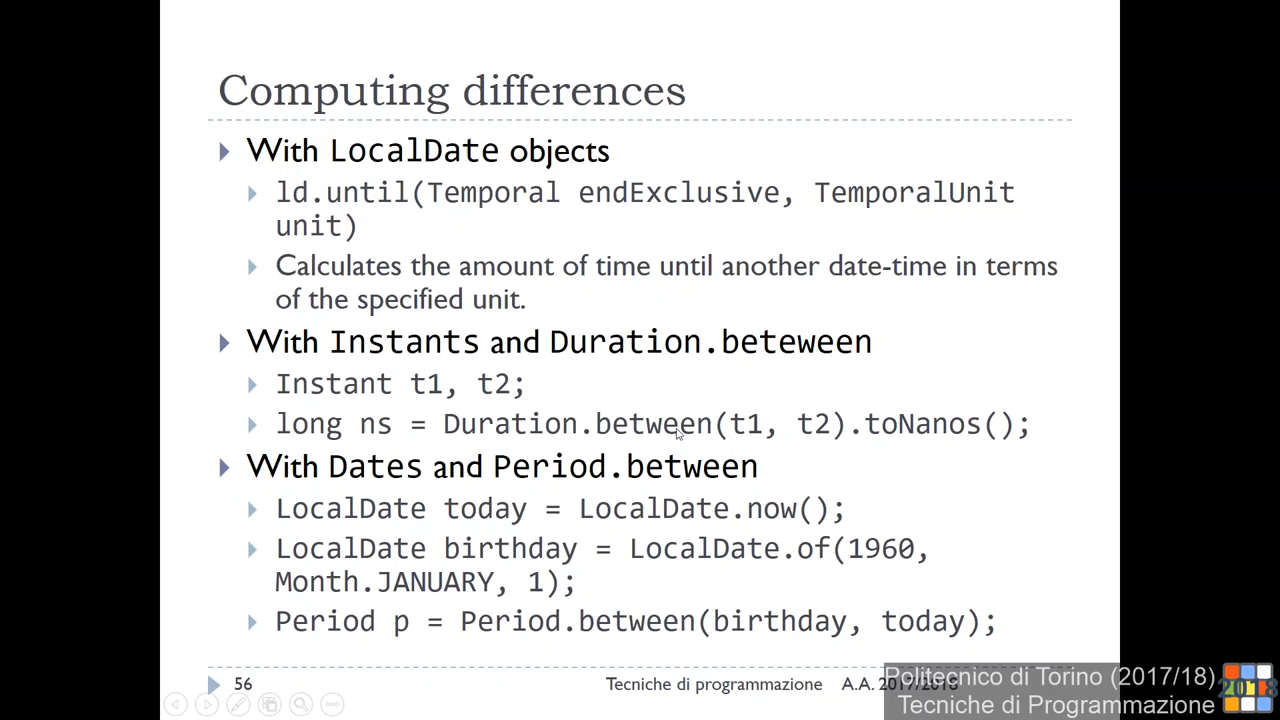 Computing differences
With LocalDate objects
ld.until(Temporal endExclusive, TemporalUnit
unit)
Calculates the amount of time until another date-time in terms
of the specified unit.
With Instants and Duration.beteween
Instant t1, t2;
long ns = Duration.between(t1, t2).toNanos();
With Dates and Period.between
LocalDate today = LocalDate.now();
LocalDate birthday = LocalDate.of(1960,
Month.JANUARY, 1);
Period p = Period.between(birthday, today);
56
Tecniche di programmazione A.A. 2017/2018
Politecnico di Torino (2017/18)
Tecniche di Programmazione
2018